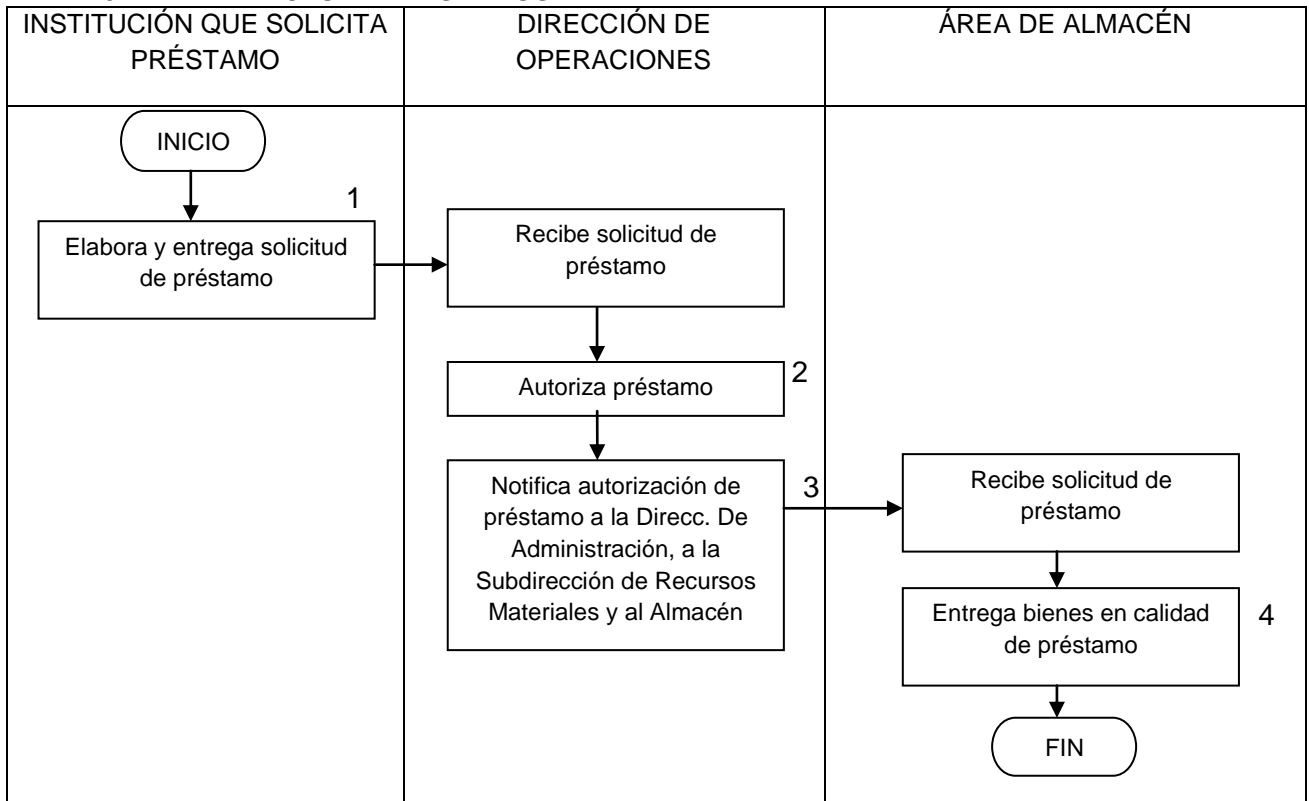 INSTITUCIÓN QUE SOLICITA
PRÉSTAMO
DIRECCIÓN DE
OPERACIONES
ÁREA DE ALMACÉN
INICIO
1
Elabora y entrega solicitud
de préstamo
Recibe solicitud de
préstamo
Autoriza préstamo
2
Notifica autorización de
préstamo a la Direcc. De
Administración, a la
Subdirección de Recursos
Materiales y al Almacén
3
Recibe solicitud de
préstamo
Entrega bienes en calidad
de préstamo
4
FIN